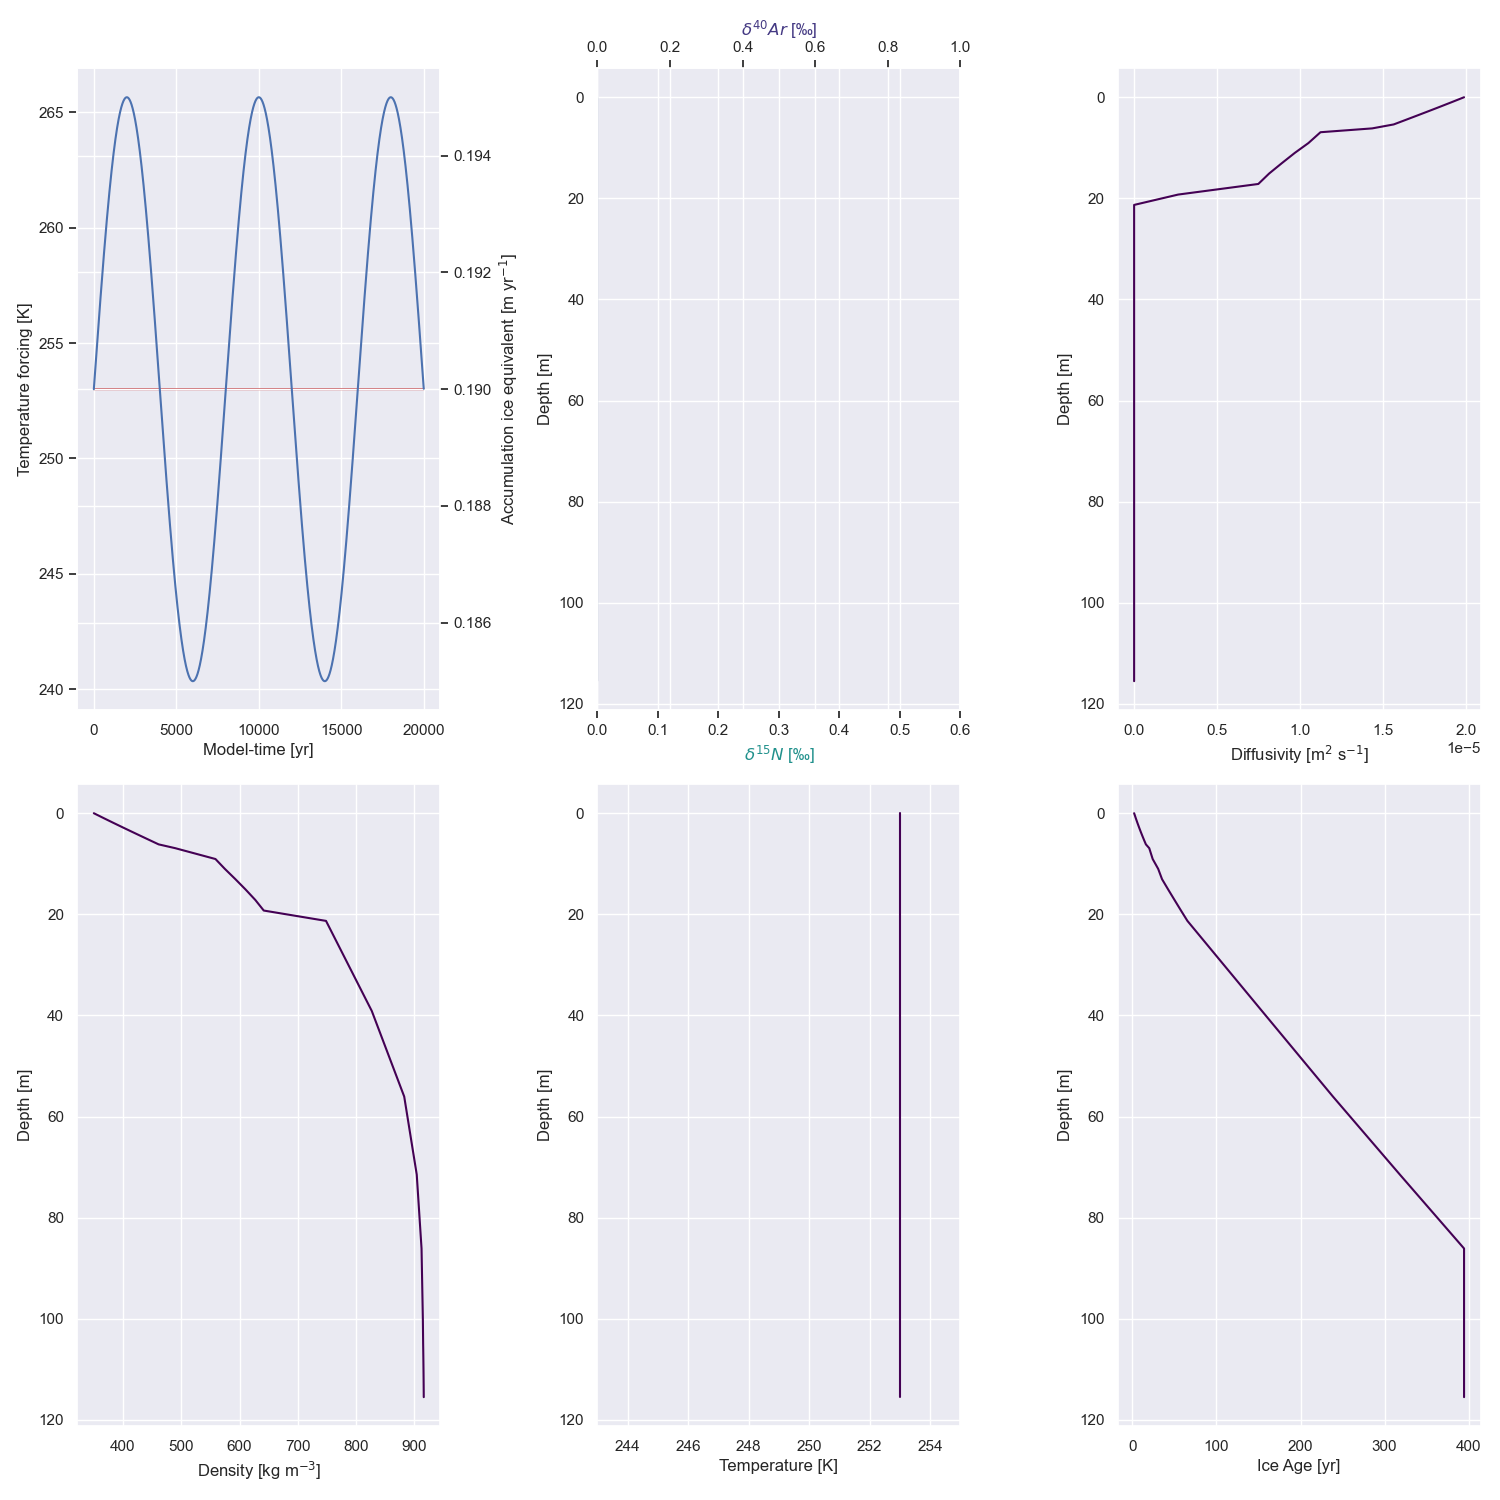 δ⁴⁰Ar [‰]
0.0 0.2 0.4 0.6 0.8 1.0
Temperature forcing [K]
265
260
255
250
245
240
0 5000 10000 15000 20000
Model-time [yr]
0.194
0.192
0.190
0.188
0.186
Accumulation ice equivalent [m yr⁻¹]
Depth [m]
0
20
40
60
80
100
120
0.0 0.1 0.2 0.3 0.4 0.5 0.6
δ¹⁵N [‰]
Depth [m]
0
20
40
60
80
100
120
0.0 0.5 1.0 1.5 2.0
1e−5
Diffusivity [m² s⁻¹]
Depth [m]
0
20
40
60
80
100
120
400 500 600 700 800 900
Density [kg m⁻³]
Depth [m]
0
20
40
60
80
100
120
244 246 248 250 252 254
Temperature [K]
Depth [m]
0
20
40
60
80
100
120
0 100 200 300 400
Ice Age [yr]